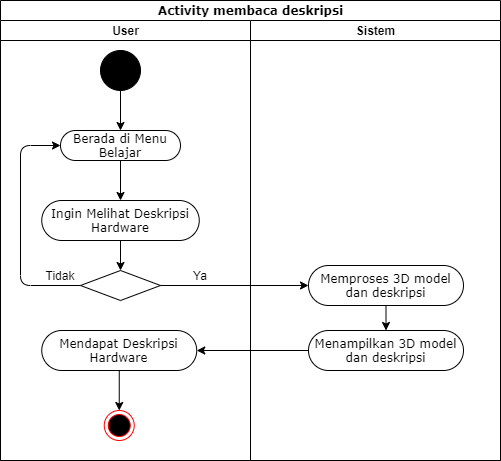 Activity membaca deskripsi
User
Sistem
Berada di Menu
Belajar
Ingin Melihat Deskripsi
Hardware
Tidak
Ya
Memproses 3D model
dan deskripsi
Mendapat Deskripsi
Hardware
Menampilkan 3D model
dan deskripsi